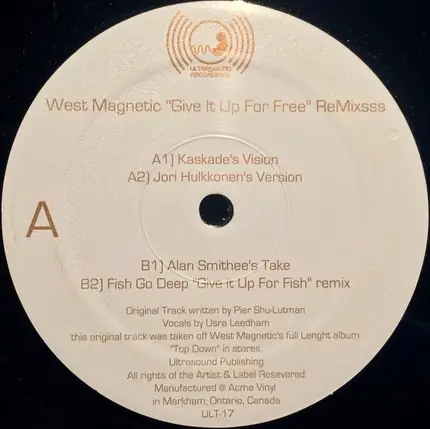 ULTRASOUND
RECORDINGS
West Magnetic "Give It Up For Free" ReMixsss
A1) Kaskade's Vision
A2) Jori Hulkkonen's Version
A
B1) Alan Smithee's Take
B2) Fish Go Deep "Give it Up For Fish" remix
Original Track written by Pier Shu-Lutman
Vocals by Usra Leedham
this original track was taken off West Magnetic's full Lenght album
"Top Down" in stores.
Ultrasound Publishing
All rights of the Artist & Label Resevered
Manufactured @ Acme Vinyl
in Markham, Ontario, Canada
ULT-17